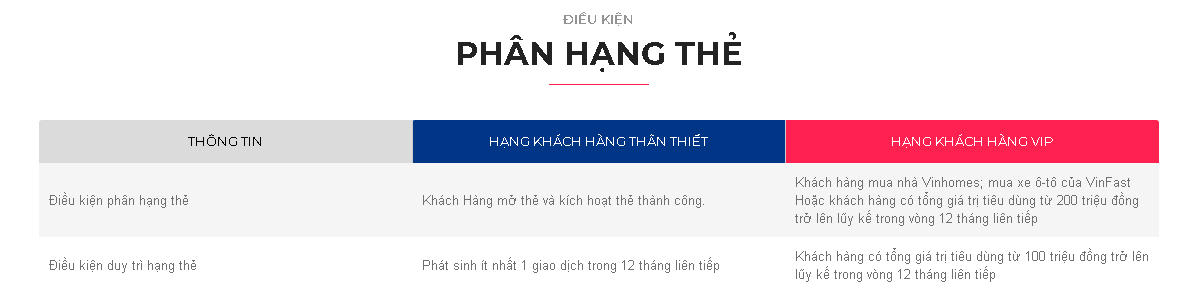 ĐIỀU KIỆN
PHÂN HẠNG THẺ
THÔNG TIN
HẠNG KHÁCH HÀNG THÂN THIẾT
HẠNG KHÁCH HÀNG VIP
Điều kiện phân hạng thẻ
Khách Hàng mở thẻ và kích hoạt thẻ thành công.
Khách hàng mua nhà Vinhomes; mua xe ô-tô của VinFast
Hoặc khách hàng có tổng giá trị tiêu dùng từ 200 triệu đồng
trở lên lũy kế trong vòng 12 tháng liên tiếp
Điều kiện duy trì hạng thẻ
Phát sinh ít nhất 1 giao dịch trong 12 tháng liên tiếp
Khách hàng có tổng giá trị tiêu dùng từ 100 triệu đồng trở lên
lũy kế trong vòng 12 tháng liên tiếp